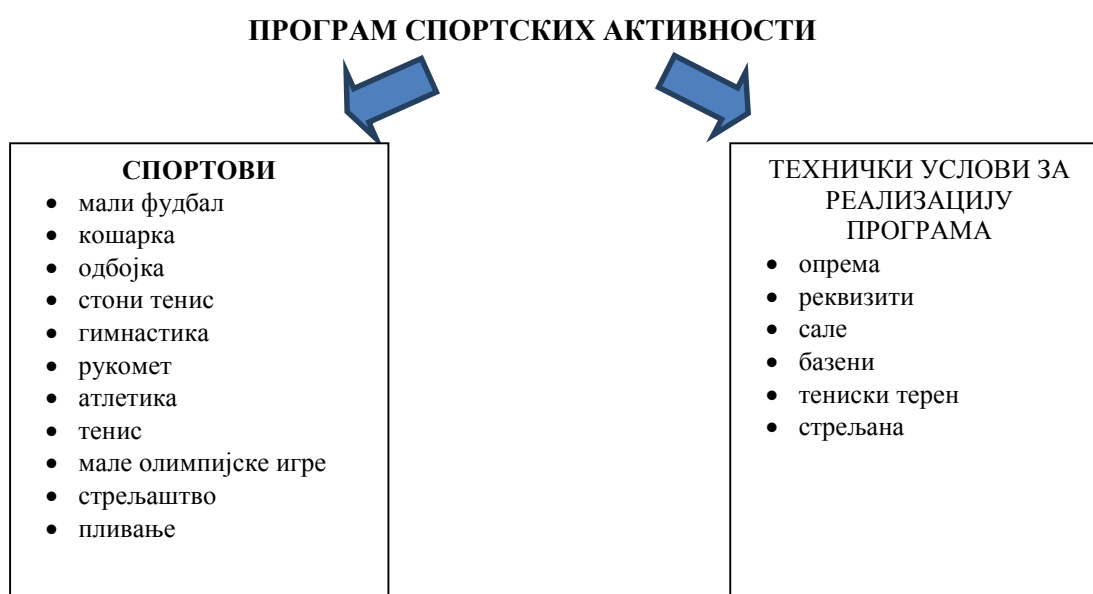 ПРОГРАМ СПОРТСКИХ АКТИВНОСТИ
СПОРТОВИ
• мали фудбал
• кошарка
• одбојка
• стони тенис
• гимнастика
• рукомет
• атлетика
• тенис
• мале олимпијске игре
• стрељаштво
• пливање
ТЕХНИЧКИ УСЛОВИ ЗА
РЕАЛИЗАЦИЈУ
ПРОГРАМА
• опрема
• реквизити
• сале
• базени
• тениски терен
• стрељана